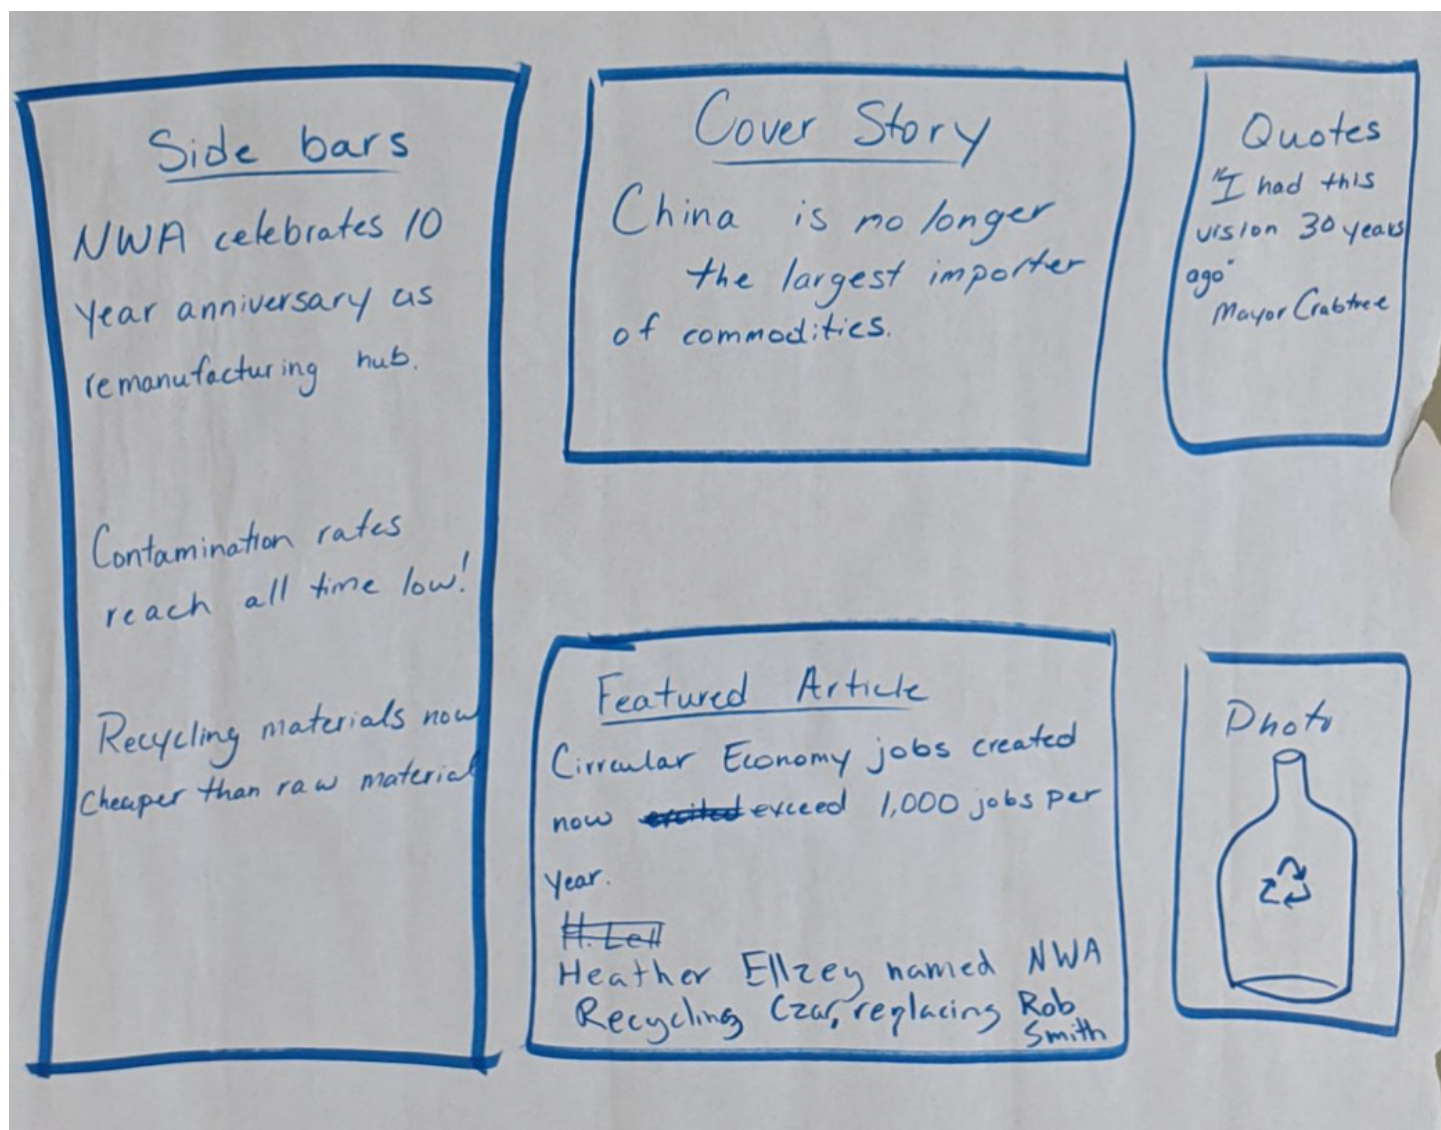 Side bars
NWA celebrates 10
year anniversary as
remanufacturing hub.
Contamination rates
reach all time low!
Recycling materials now
cheaper than raw material
Cover Story
China is no longer
the largest importer
of commodities.
Quotes
"I had this
vision 30 years
ago"
Mayor Crabtree
Featured Article
Cirrcular Economy jobs created
now excited exceed 1,000 jobs per
year.
H. Lell
Heather Ellzey named NWA
Recycling Czar, replacing Rob
Smith
Photo